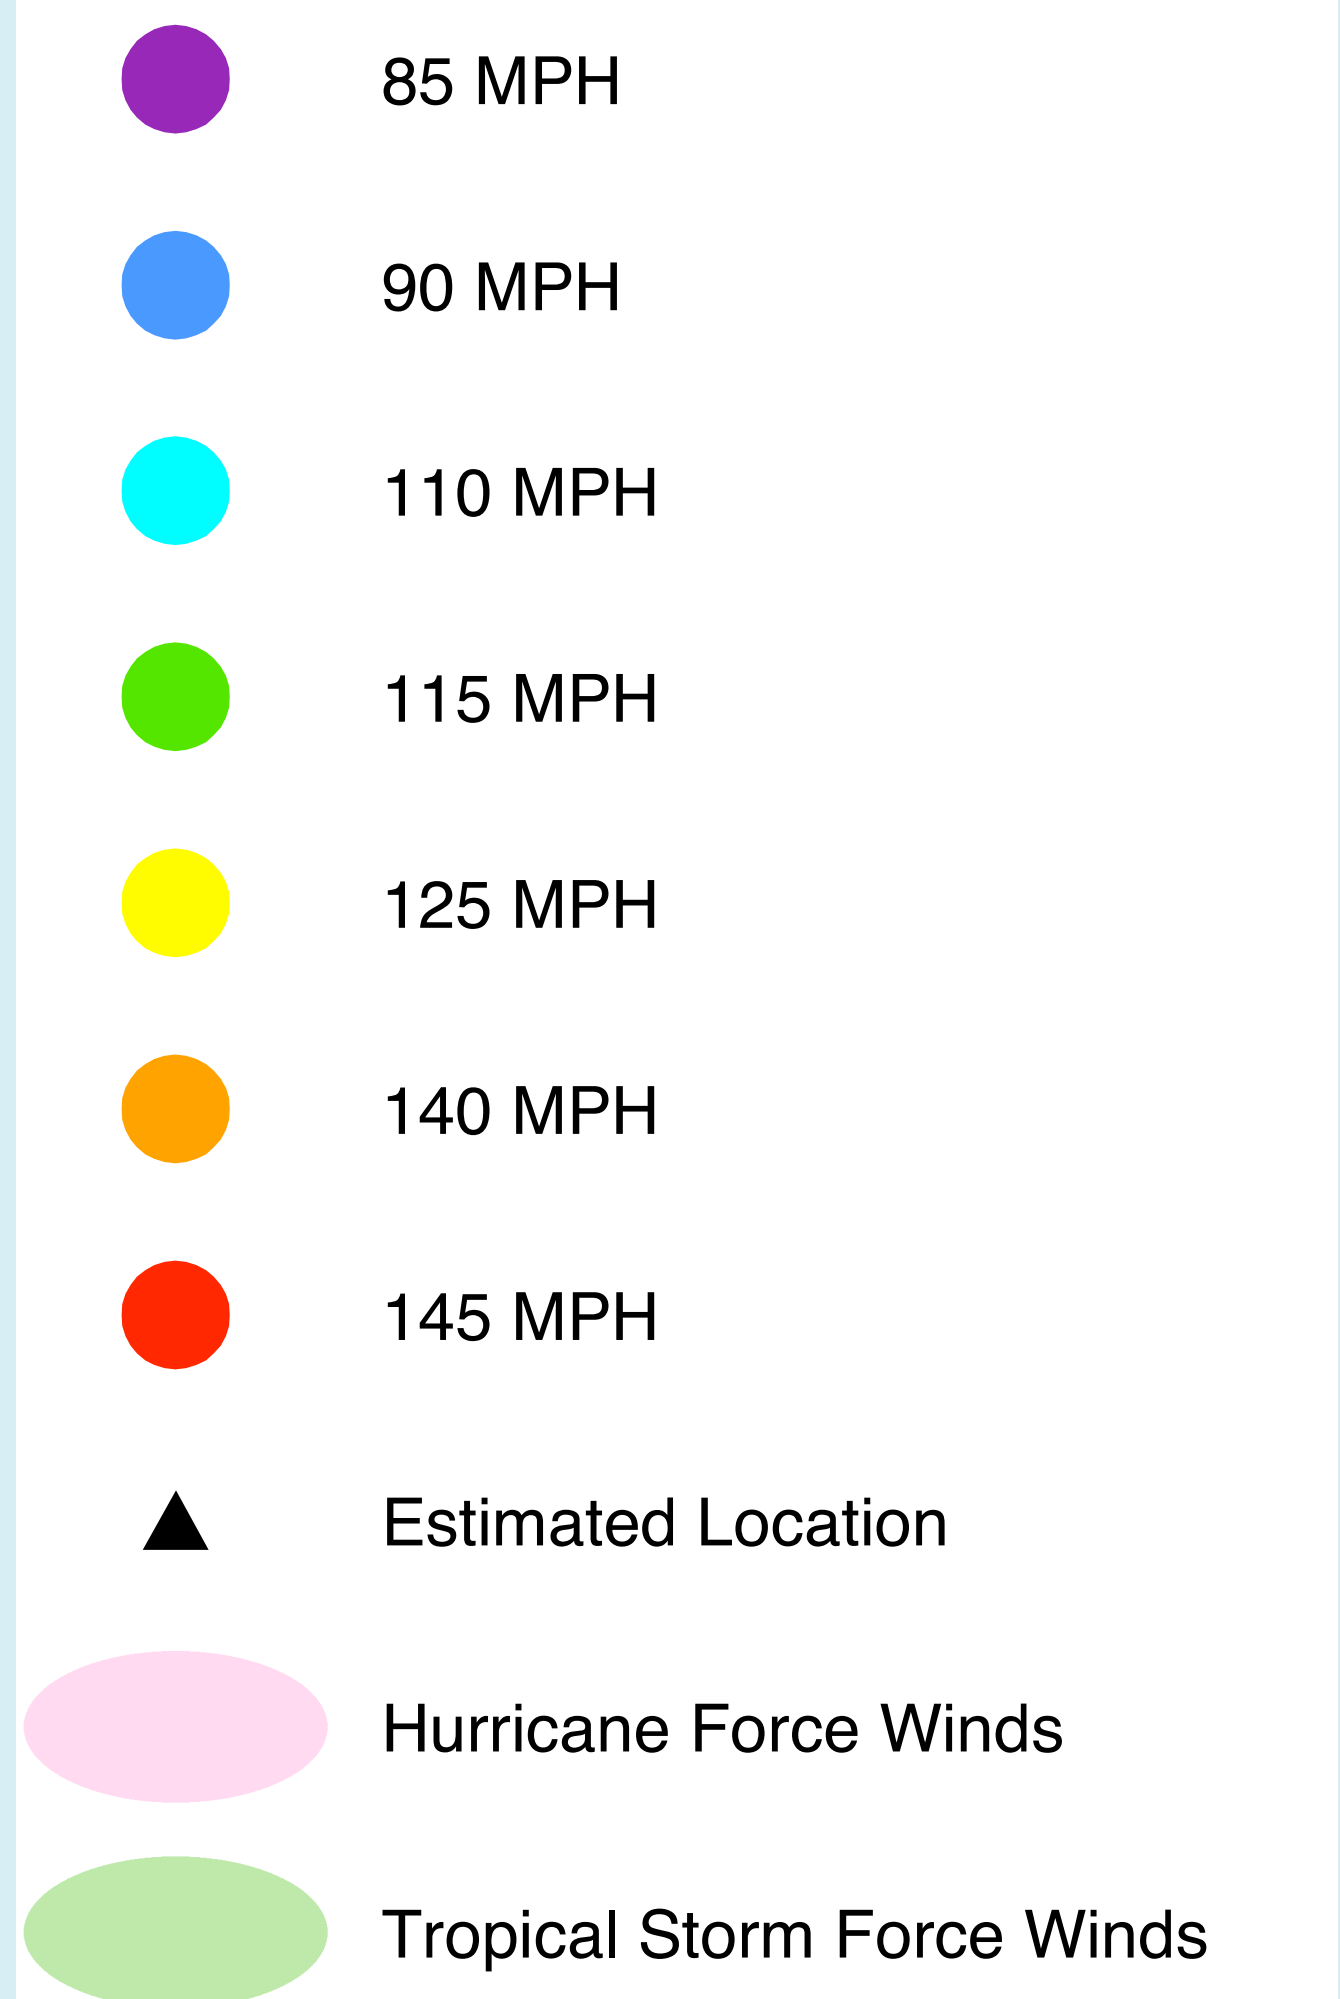 85 MPH
90 MPH
110 MPH
115 MPH
125 MPH
140 MPH
145 MPH
Estimated Location
Hurricane Force Winds
Tropical Storm Force Winds